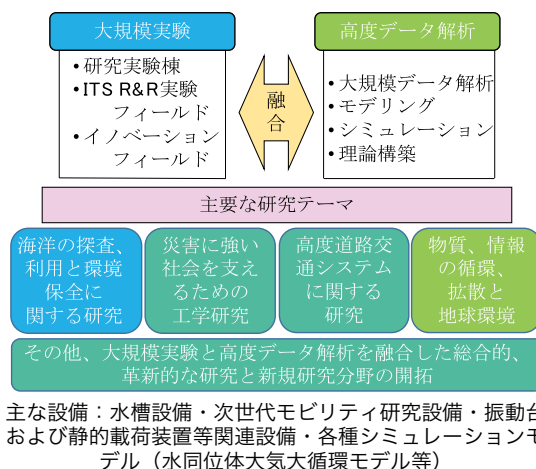 大規模実験
高度データ解析
•研究実験棟
•ITS R&R実験
フィールド
•イノベーション
フィールド
融
合
•大規模データ解析
•モデリング
•シミュレーション
•理論構築
主要な研究テーマ
海洋の探査、
利用と環境
保全に
関する研究
災害に強い
社会を支え
るための
工学研究
高度道路交
通システム
に関する
研究
物質、情報
の循環、
拡散と
地球環境
その他、大規模実験と高度データ解析を融合した総合的、
革新的な研究と新規研究分野の開拓
主な設備：水槽設備・次世代モビリティ研究設備・振動台
および静的載荷装置等関連設備・各種シミュレーションモ
デル（水同位体大気大循環モデル等）